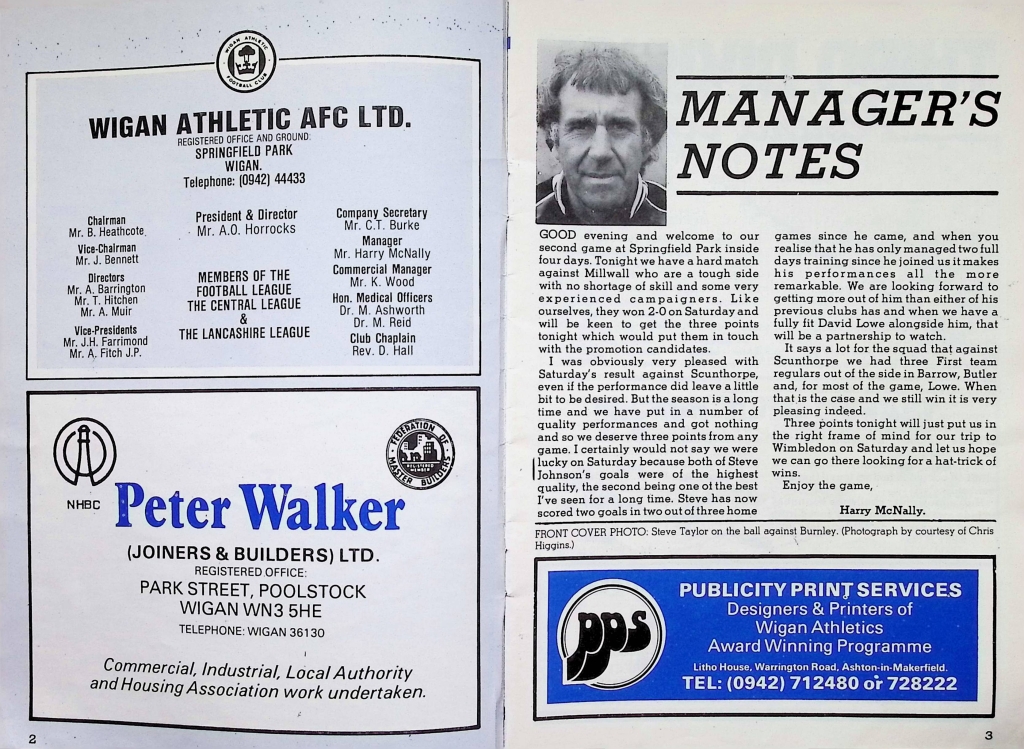 WIGAN ATHLETIC
FOOTBALL CLUB
WIGAN ATHLETIC AFC LTD.
REGISTERED OFFICE AND GROUND:
SPRINGFIELD PARK
WIGAN.
Telephone: (0942) 44433
Chairman
Mr. B. Heathcote
Vice-Chairman
Mr. J. Bennett
Directors
Mr. A. Barrington
Mr. T. Hitchen
Mr. A. Muir
Vice-Presidents
Mr. J.H. Farrimond
Mr. A. Fitch J.P.
President & Director
Mr. A.O. Horrocks
MEMBERS OF THE
FOOTBALL LEAGUE
THE CENTRAL LEAGUE
&
THE LANCASHIRE LEAGUE
Company Secretary
Mr. C.T. Burke
Manager
Mr. Harry McNally
Commercial Manager
Mr. K. Wood
Hon. Medical Officers
Dr. M. Ashworth
Dr. M. Reid
Club Chaplain
Rev. D. Hall
NHBC
FEDERATION OF
MASTER BUILDERS
REGISTERED
MEMBER
Peter Walker
(JOINERS & BUILDERS) LTD.
REGISTERED OFFICE:
PARK STREET, POOLSTOCK
WIGAN WN3 5HE
TELEPHONE: WIGAN 36130
Commercial, Industrial, Local Authority
and Housing Association work undertaken.
2
MANAGER'S
NOTES
GOOD evening and welcome to our
second game at Springfield Park inside
four days. Tonight we have a hard match
against Millwall who are a tough side
with no shortage of skill and some very
experienced campaigners. Like
ourselves, they won 2-0 on Saturday and
will be keen to get the three points
tonight which would put them in touch
with the promotion candidates.
I was obviously very pleased with
Saturday's result against Scunthorpe,
even if the performance did leave a little
bit to be desired. But the season is a long
time and we have put in a number of
quality performances and got nothing
and so we deserve three points from any
game. I certainly would not say we were
lucky on Saturday because both of Steve
Johnson's goals were of the highest
quality, the second being one of the best
I've seen for a long time. Steve has now
scored two goals in two out of three home
games since he came, and when you
realise that he has only managed two full
days training since he joined us it makes
his performances all the more
remarkable. We are looking forward to
getting more out of him than either of his
previous clubs has and when we have a
fully fit David Lowe alongside him, that
will be a partnership to watch.
It says a lot for the squad that against
Scunthorpe we had three First team
regulars out of the side in Barrow, Butler
and, for most of the game, Lowe. When
that is the case and we still win it is very
pleasing indeed.
Three points tonight will just put us in
the right frame of mind for our trip to
Wimbledon on Saturday and let us hope
we can go there looking for a hat-trick of
wins.
Enjoy the game,
Harry McNally.
FRONT COVER PHOTO: Steve Taylor on the ball against Burnley. (Photograph by courtesy of Chris
Higgins.)
pps
PUBLICITY PRINT SERVICES
Designers & Printers of
Wigan Athletics
Award Winning Programme
Litho House, Warrington Road, Ashton-in-Makerfield.
TEL: (0942) 712480 or 728222
3